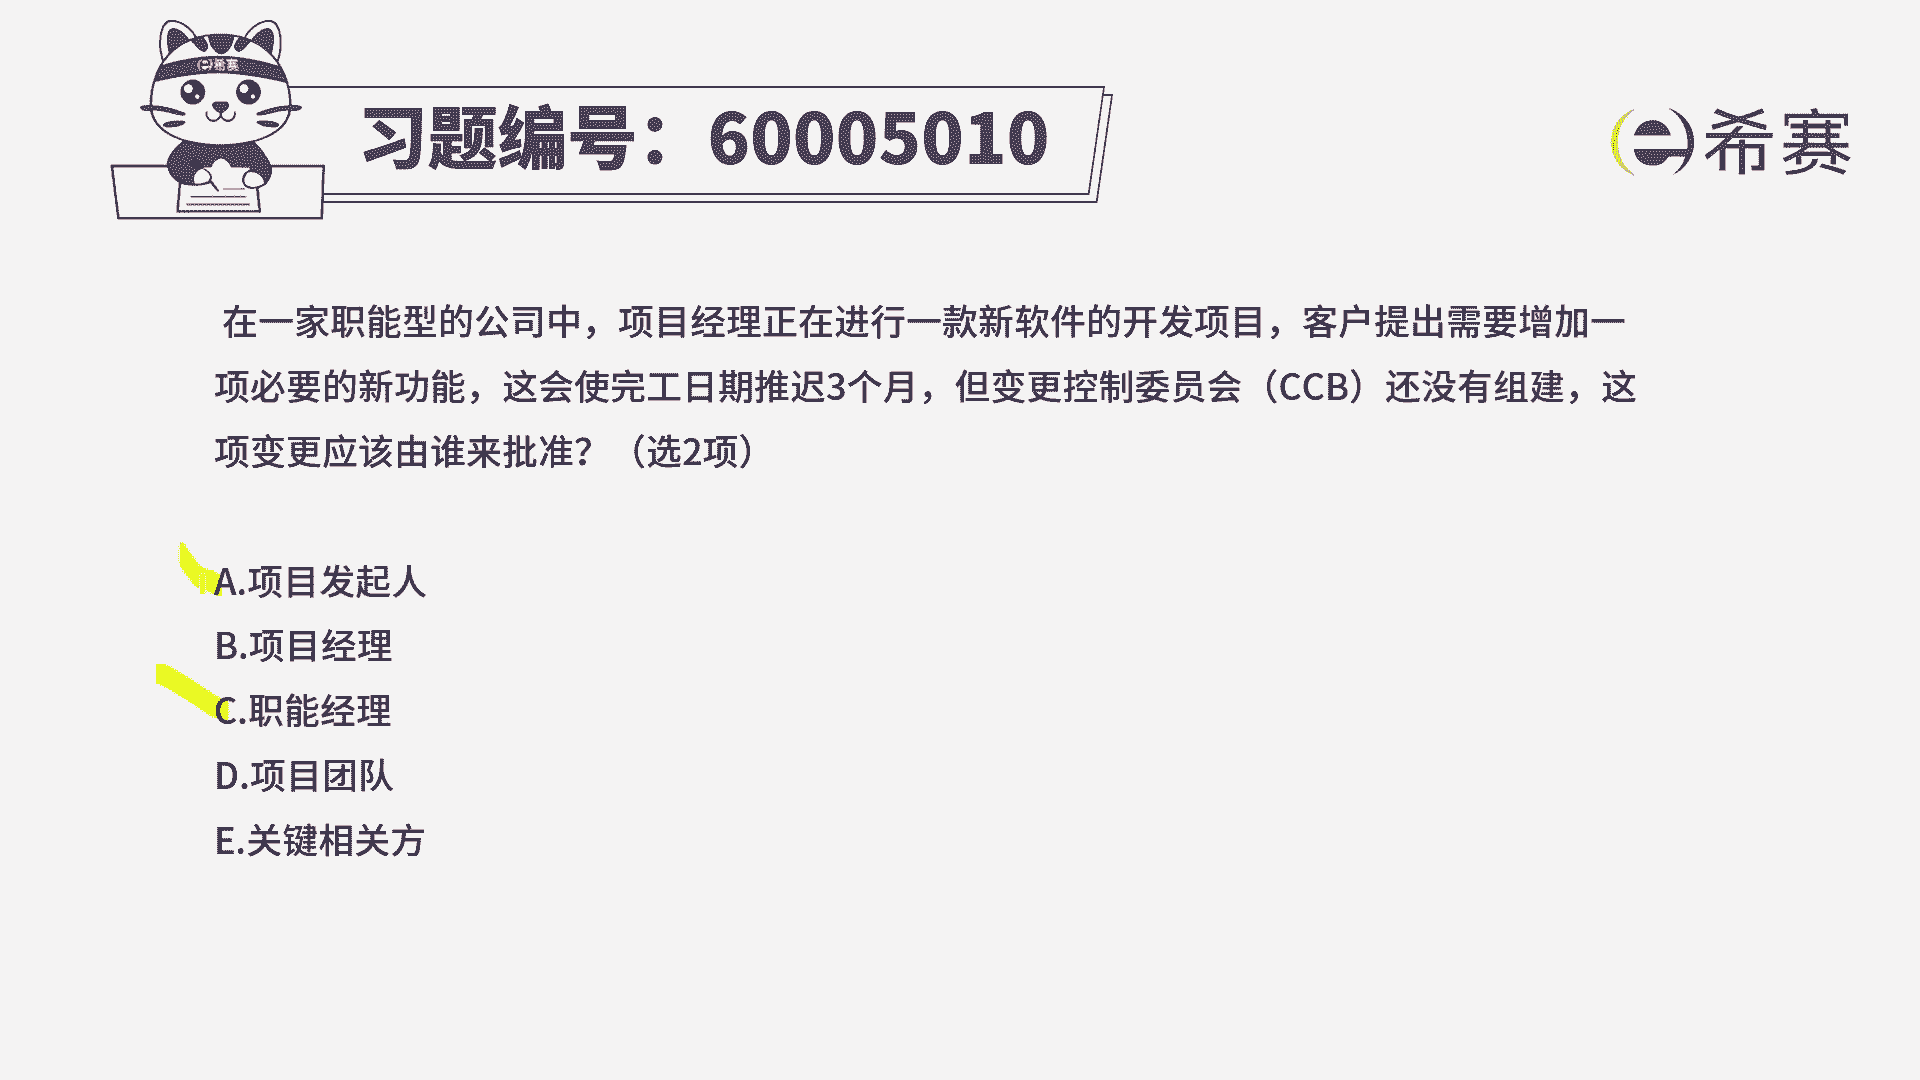 e希赛
习题编号：60005010
e希赛
在一家职能型的公司中，项目经理正在进行一款新软件的开发项目，客户提出需要增加一
项必要的新功能，这会使完工日期推迟3个月，但变更控制委员会（CCB）还没有组建，这
项变更应该由谁来批准？（选2项）
A.项目发起人
B.项目经理
C.职能经理
D.项目团队
E.关键相关方